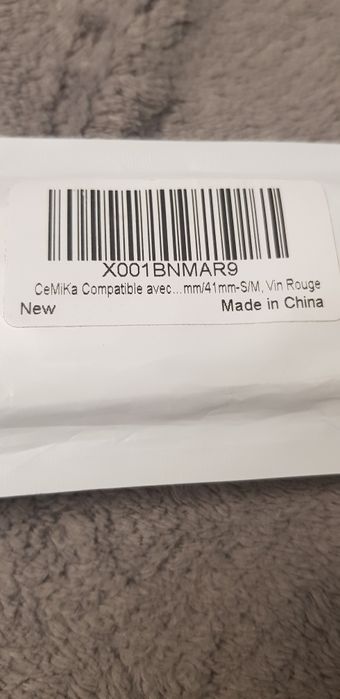 X001BNMAR9
CeMiKa Compatible avec...mm/41mm-S/M, Vin Rouge
New Made in China